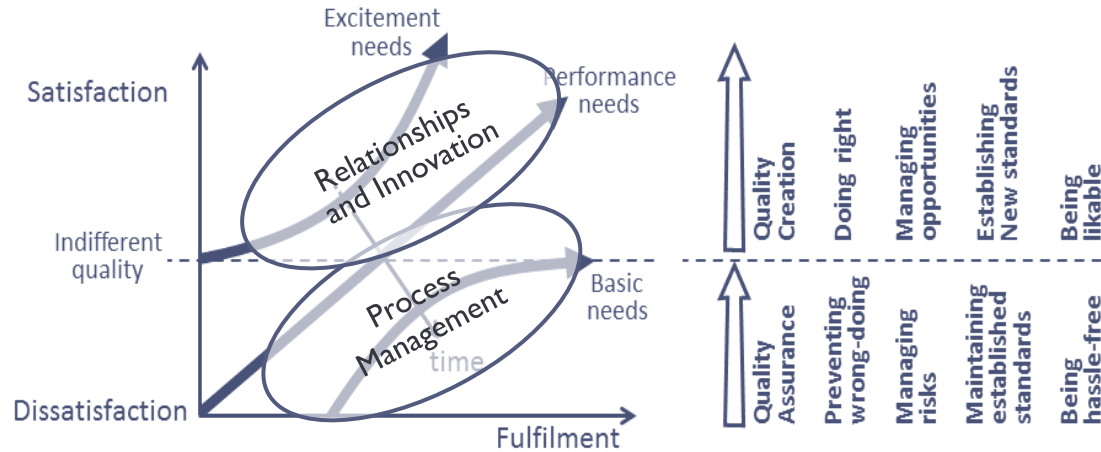 Excitement
needs
Satisfaction
Performance
needs
Relationships
and Innovation
Indifferent
quality
Basic
needs
Process
Management
time
Dissatisfaction
Fulfilment
Quality
Creation
Doing right
Managing
opportunities
Establishing
New standards
Being
likable
Quality
Assurance
Preventing
wrong-doing
Managing
risks
Maintaining
established
standards
Being
hassle-free